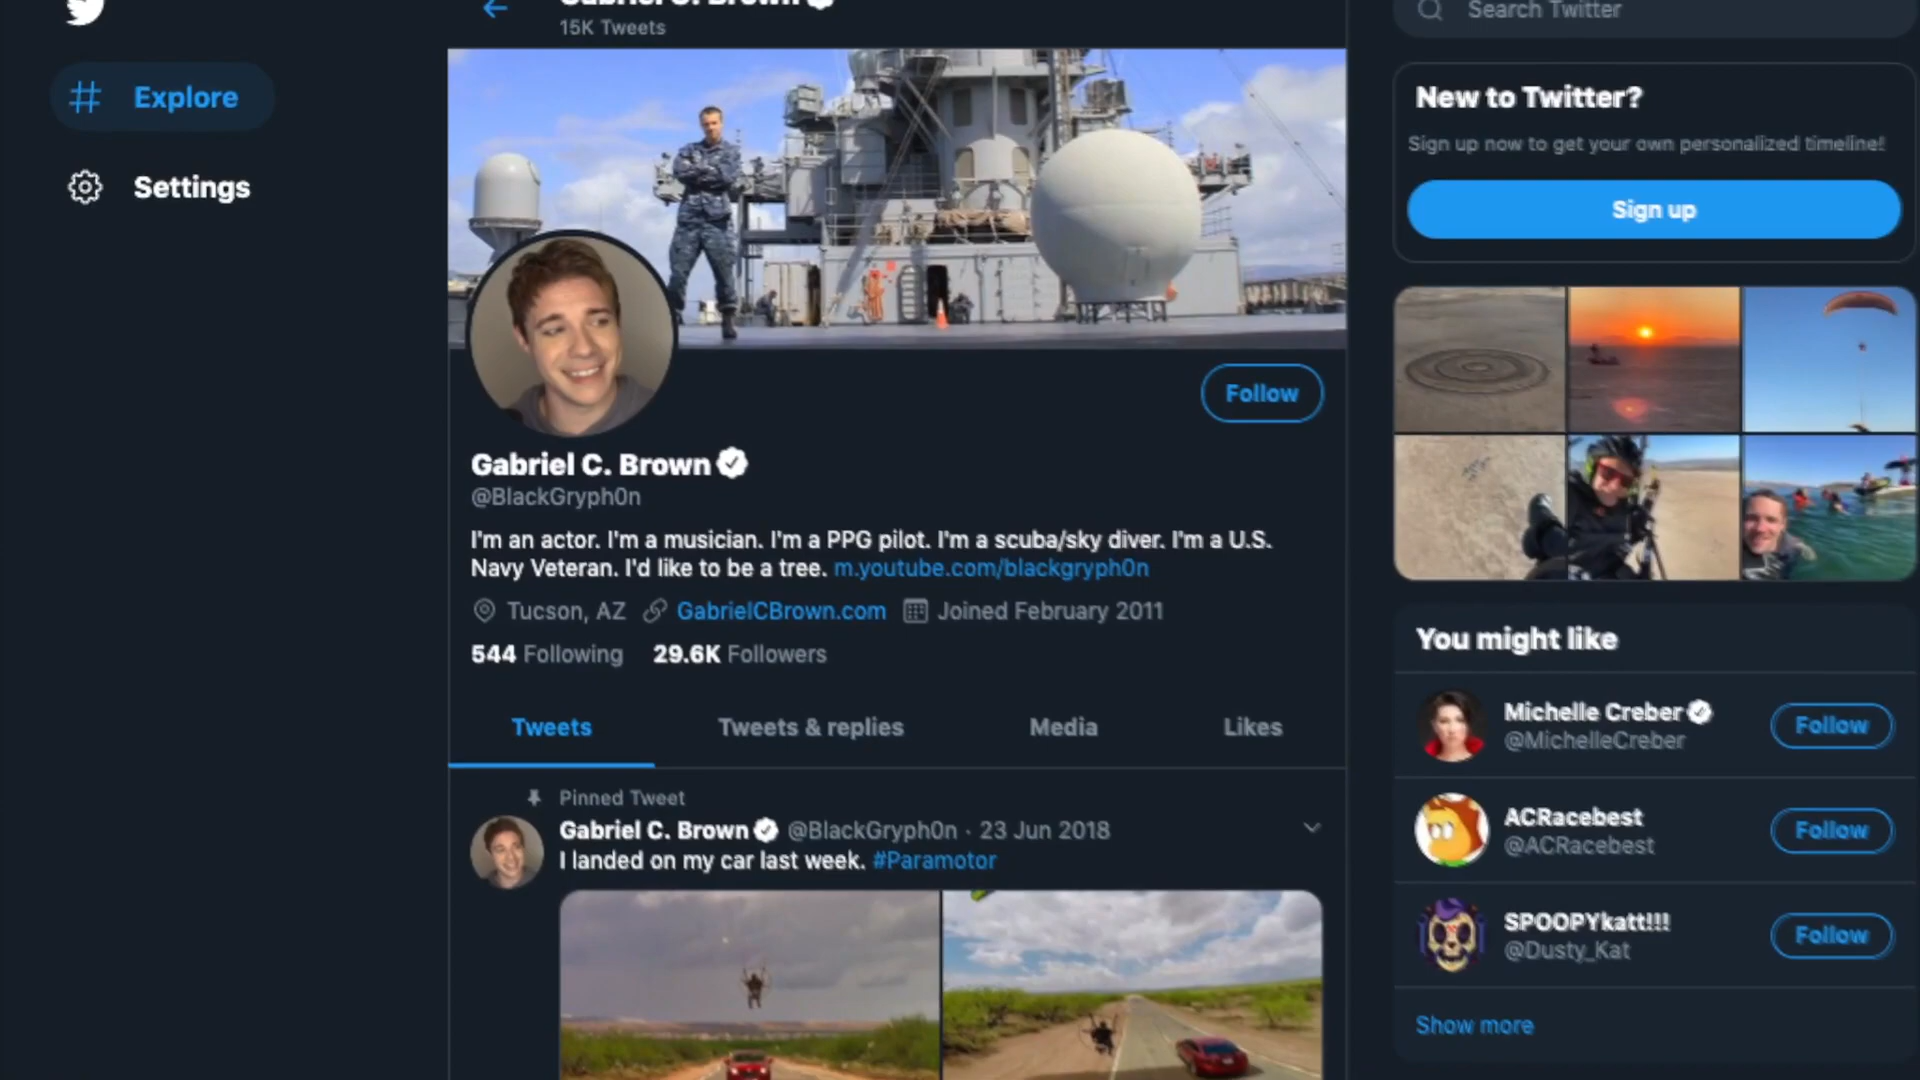 Gabriel C. Brown
15K Tweets
Search Twitter
Explore
Settings
New to Twitter?
Sign up now to get your own personalized timeline!
Sign up
Follow
Gabriel C. Brown
@BlackGryph0n
I'm an actor. I'm a musician. I'm a PPG pilot. I'm a scuba/sky diver. I'm a U.S.
Navy Veteran. I'd like to be a tree. m.youtube.com/blackgryph0n
Tucson, AZ GabrielCBrown.com Joined February 2011
544 Following 29.6K Followers
Tweets Tweets & replies Media Likes
Pinned Tweet
Gabriel C. Brown @BlackGryph0n · 23 Jun 2018
I landed on my car last week. #Paramotor
You might like
Michelle Creber
@MichelleCreber
Follow
ACRacebest
@ACRacebest
Follow
SPOOPYkatt!!!
@Dusty_Kat
Follow
Show more